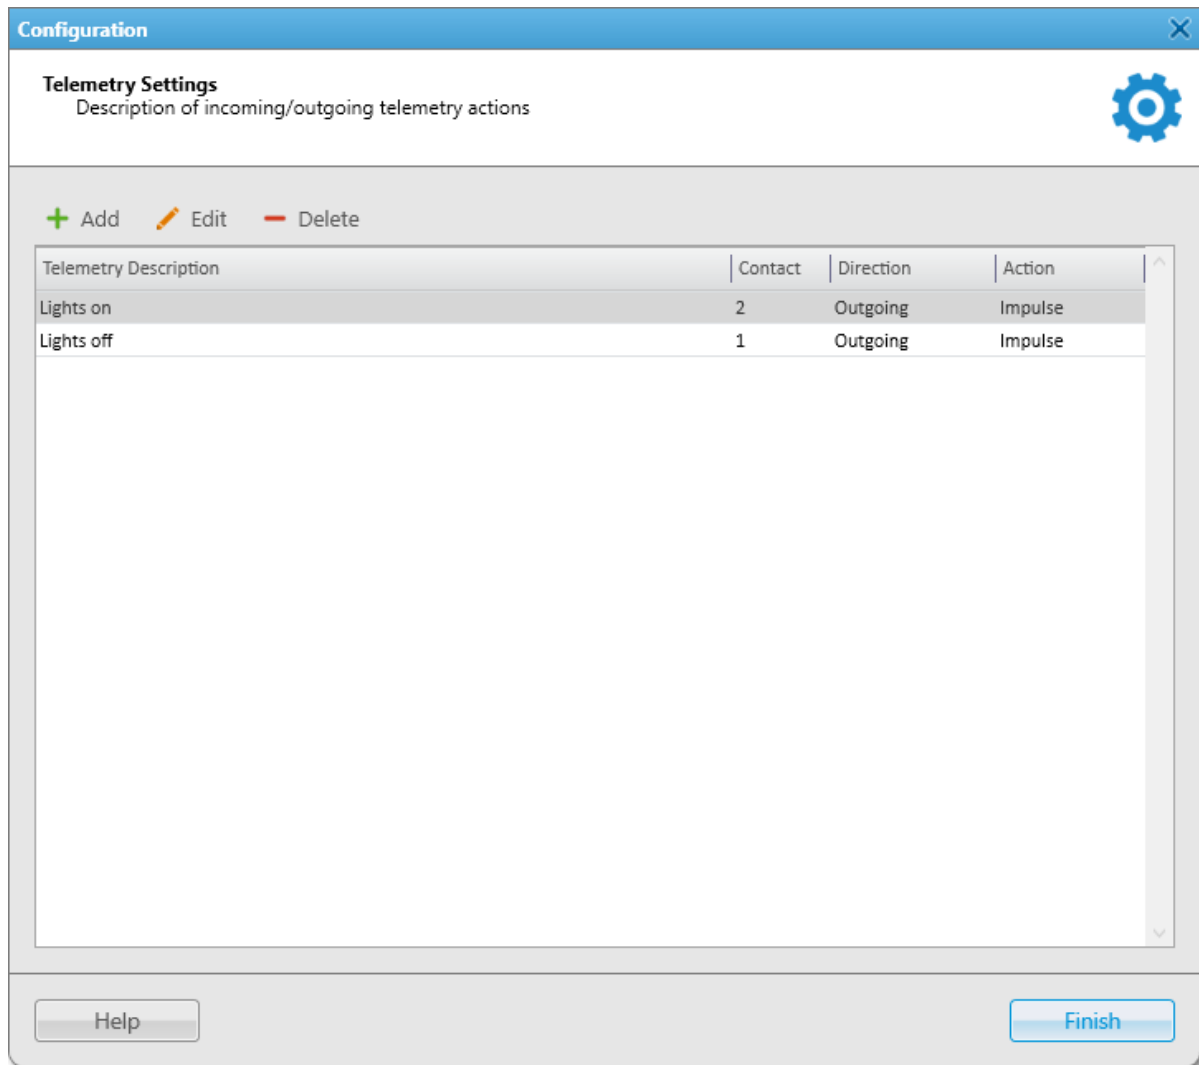 Configuration
Telemetry Settings
Description of incoming/outgoing telemetry actions
Add Edit Delete
Telemetry Description Contact Direction Action
Lights on 2 Outgoing Impulse
Lights off 1 Outgoing Impulse
Help Finish